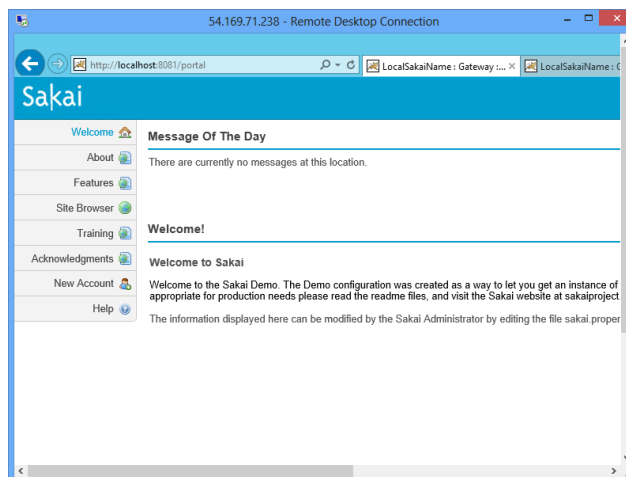 54.169.71.238 - Remote Desktop Connection
http://localhost:8081/portal
LocalSakaiName : Gateway :...
LocalSakaiName : G
Sakai
Welcome
About
Features
Site Browser
Training
Acknowledgments
New Account
Help
Message Of The Day
There are currently no messages at this location.
Welcome!
Welcome to Sakai
Welcome to the Sakai Demo. The Demo configuration was created as a way to let you get an instance of
appropriate for production needs please read the readme files, and visit the Sakai website at sakaiproject
The information displayed here can be modified by the Sakai Administrator by editing the file sakai.proper